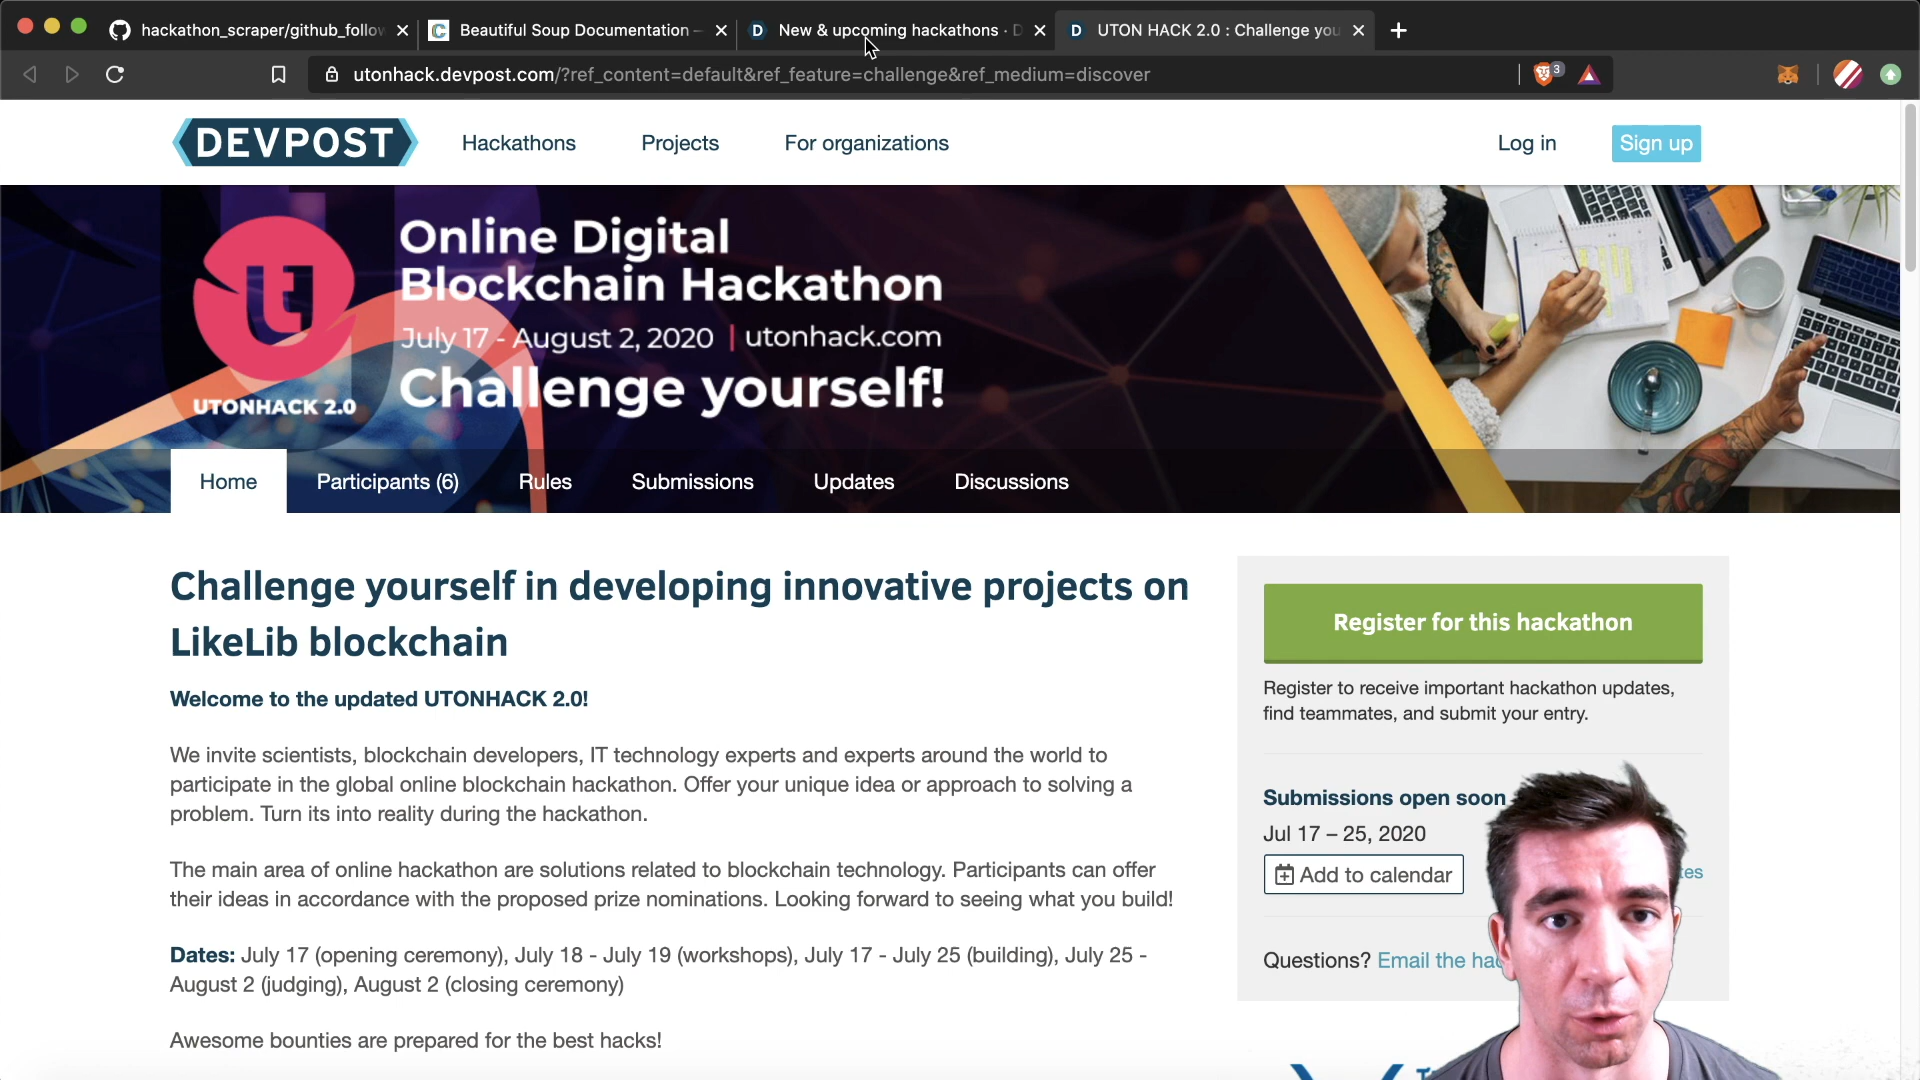 hackathon_scraper/github_follow
Beautiful Soup Documentation –
New & upcoming hackathons · D
UTON HACK 2.0 : Challenge you
utonhack.devpost.com/?ref_content=default&ref_feature=challenge&ref_medium=discover
3
DEVPOST
Hackathons
Projects
For organizations
Log in
Sign up
Online Digital
Blockchain Hackathon
July 17 - August 2, 2020 | utonhack.com
Challenge yourself!
UTONHACK 2.0
Home
Participants (6)
Rules
Submissions
Updates
Discussions
Challenge yourself in developing innovative projects on
LikeLib blockchain
Welcome to the updated UTONHACK 2.0!
We invite scientists, blockchain developers, IT technology experts and experts around the world to
participate in the global online blockchain hackathon. Offer your unique idea or approach to solving a
problem. Turn its into reality during the hackathon.
The main area of online hackathon are solutions related to blockchain technology. Participants can offer
their ideas in accordance with the proposed prize nominations. Looking forward to seeing what you build!
Dates: July 17 (opening ceremony), July 18 - July 19 (workshops), July 17 - July 25 (building), July 25 -
August 2 (judging), August 2 (closing ceremony)
Awesome bounties are prepared for the best hacks!
Register for this hackathon
Register to receive important hackathon updates,
find teammates, and submit your entry.
Submissions open soon
Jul 17 – 25, 2020
Add to calendar
Questions? Email the hac